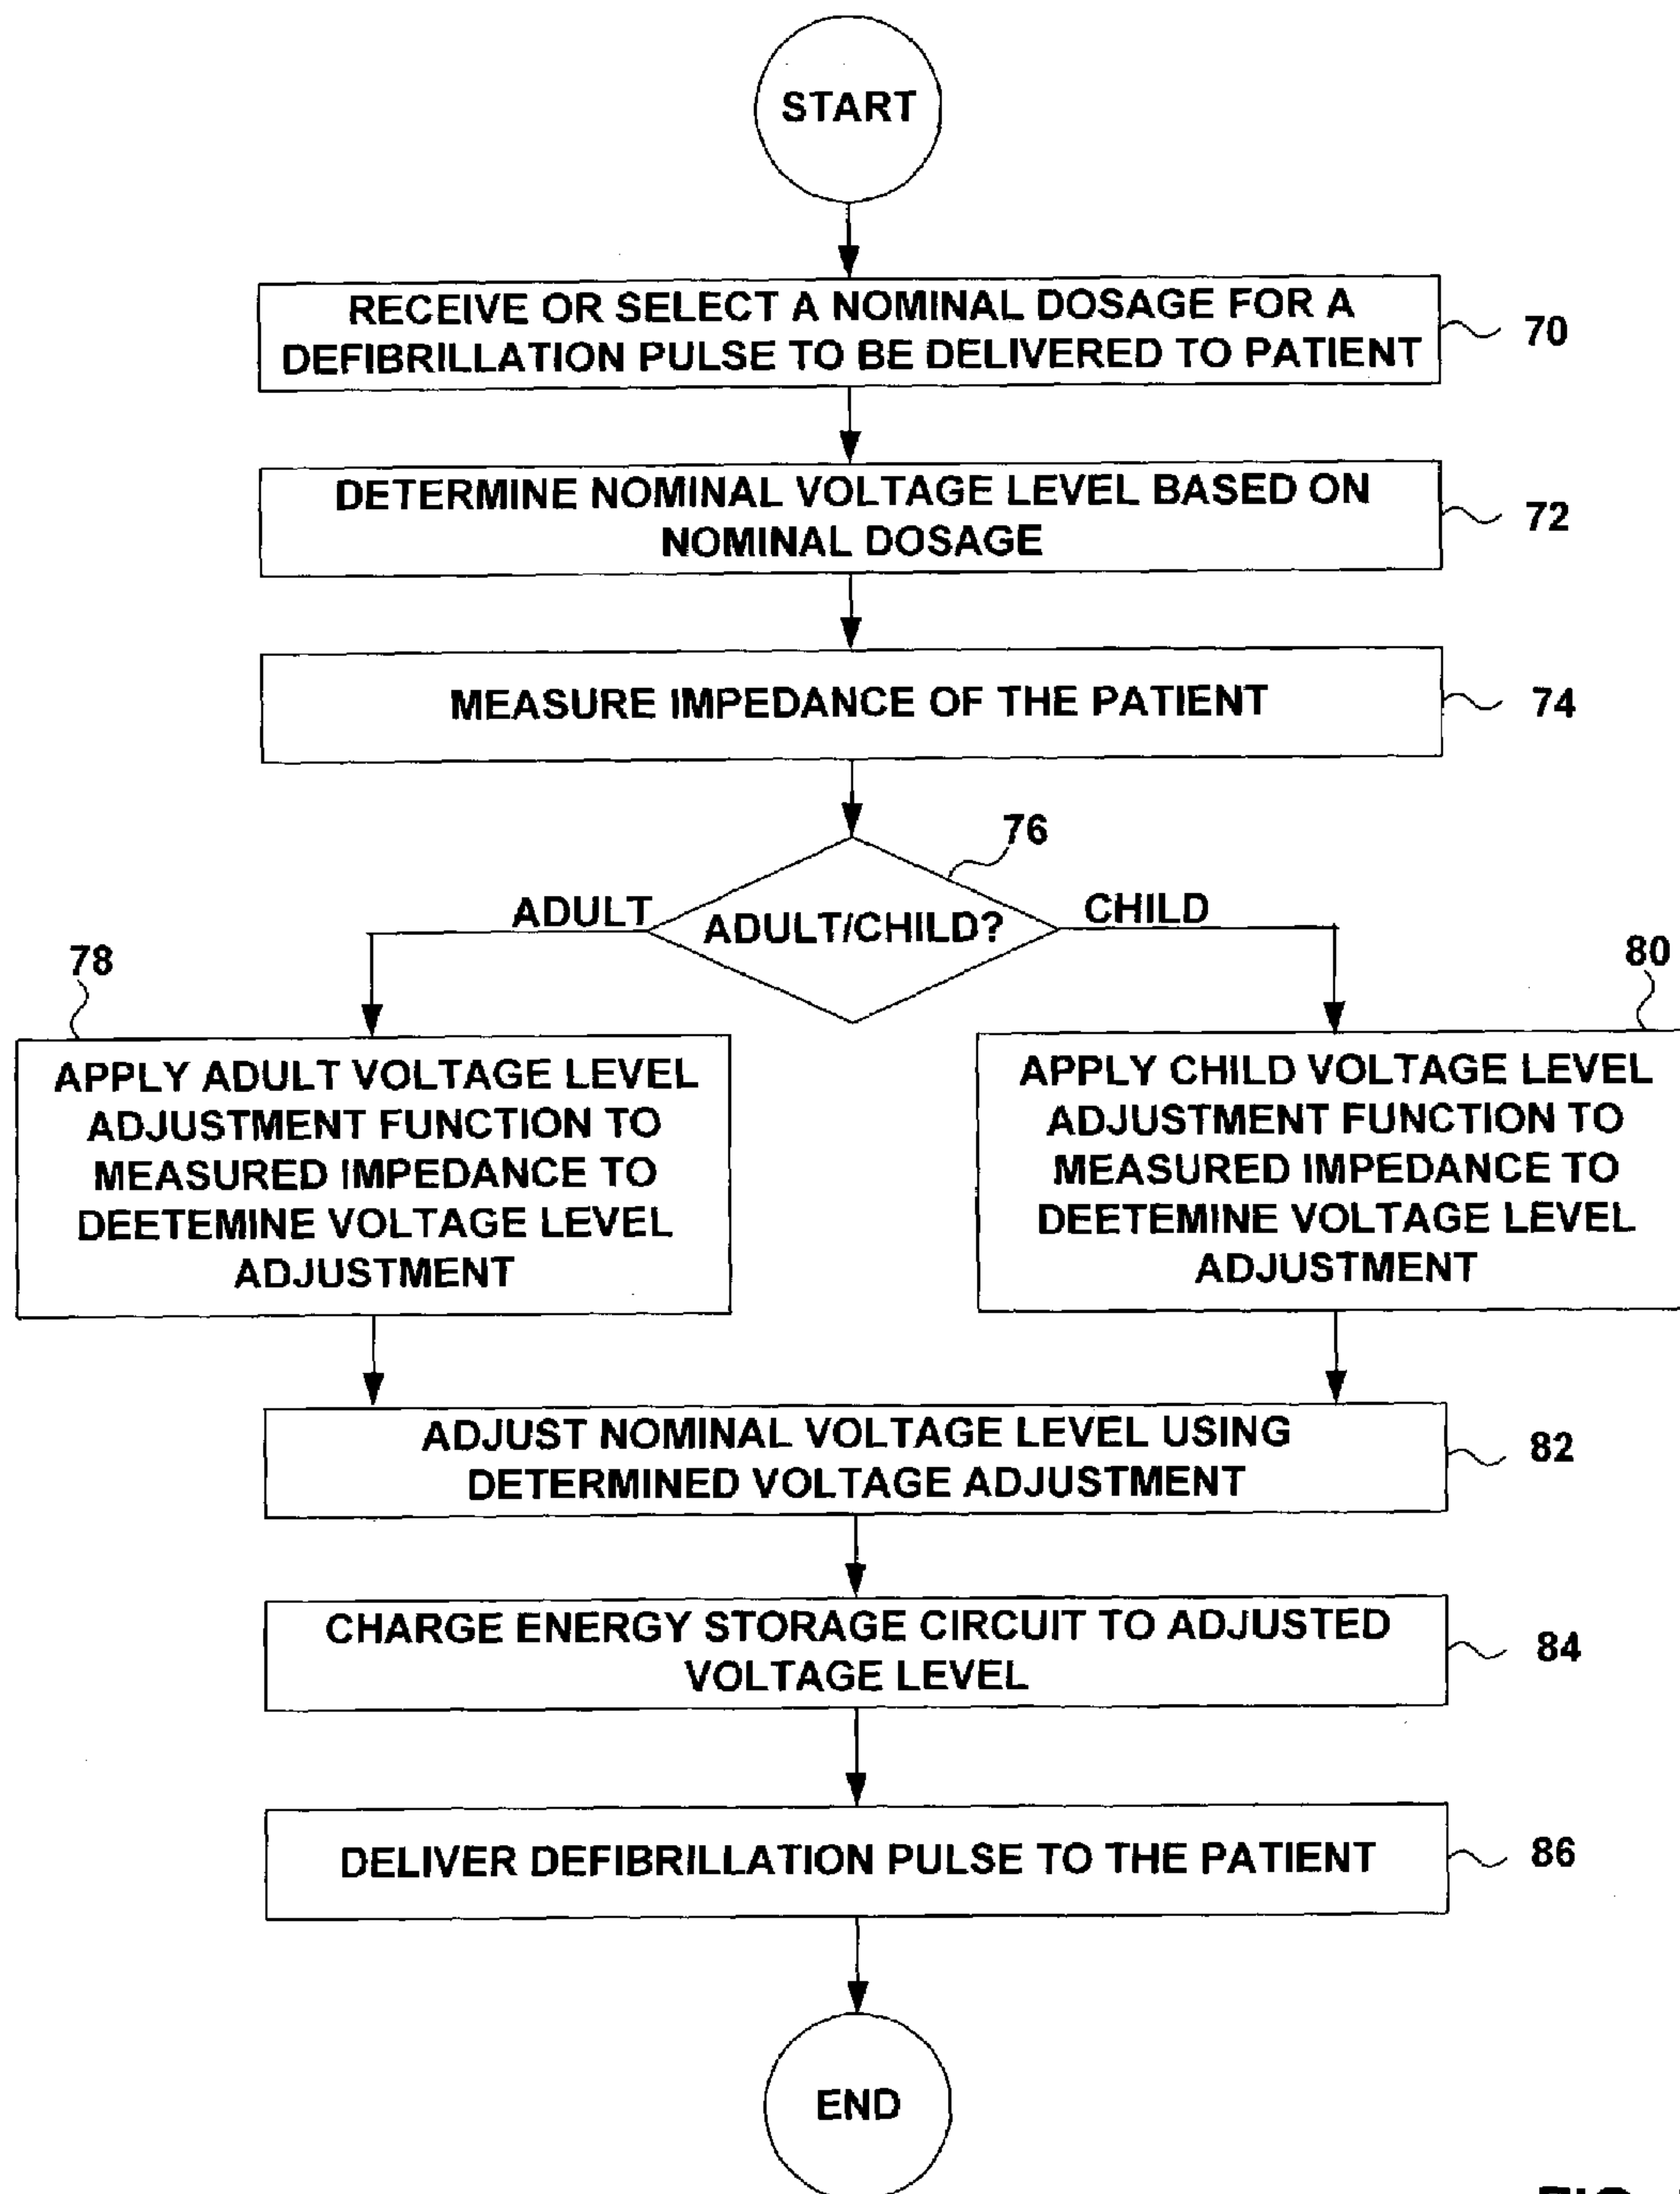 START
RECEIVE OR SELECT A NOMINAL DOSAGE FOR A
DEFIBRILLATION PULSE TO BE DELIVERED TO PATIENT
70
DETERMINE NOMINAL VOLTAGE LEVEL BASED ON
NOMINAL DOSAGE
72
MEASURE IMPEDANCE OF THE PATIENT
74
76
ADULT
ADULT/CHILD?
CHILD
78
80
APPLY ADULT VOLTAGE LEVEL
ADJUSTMENT FUNCTION TO
MEASURED IMPEDANCE TO
DEETEMINE VOLTAGE LEVEL
ADJUSTMENT
APPLY CHILD VOLTAGE LEVEL
ADJUSTMENT FUNCTION TO
MEASURED IMPEDANCE TO
DEETEMINE VOLTAGE LEVEL
ADJUSTMENT
ADJUST NOMINAL VOLTAGE LEVEL USING
DETERMINED VOLTAGE ADJUSTMENT
82
CHARGE ENERGY STORAGE CIRCUIT TO ADJUSTED
VOLTAGE LEVEL
84
DELIVER DEFIBRILLATION PULSE TO THE PATIENT
86
END